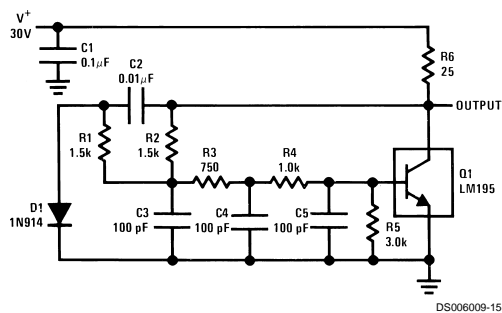 V+
30V
C1
0.1µF
C2
0.01µF
R6
25
OUTPUT
R1
1.5k
R2
1.5k
R3
750
R4
1.0k
Q1
LM195
D1
1N914
C3
100 pF
C4
100 pF
C5
100 pF
R5
3.0k
DS006009-15